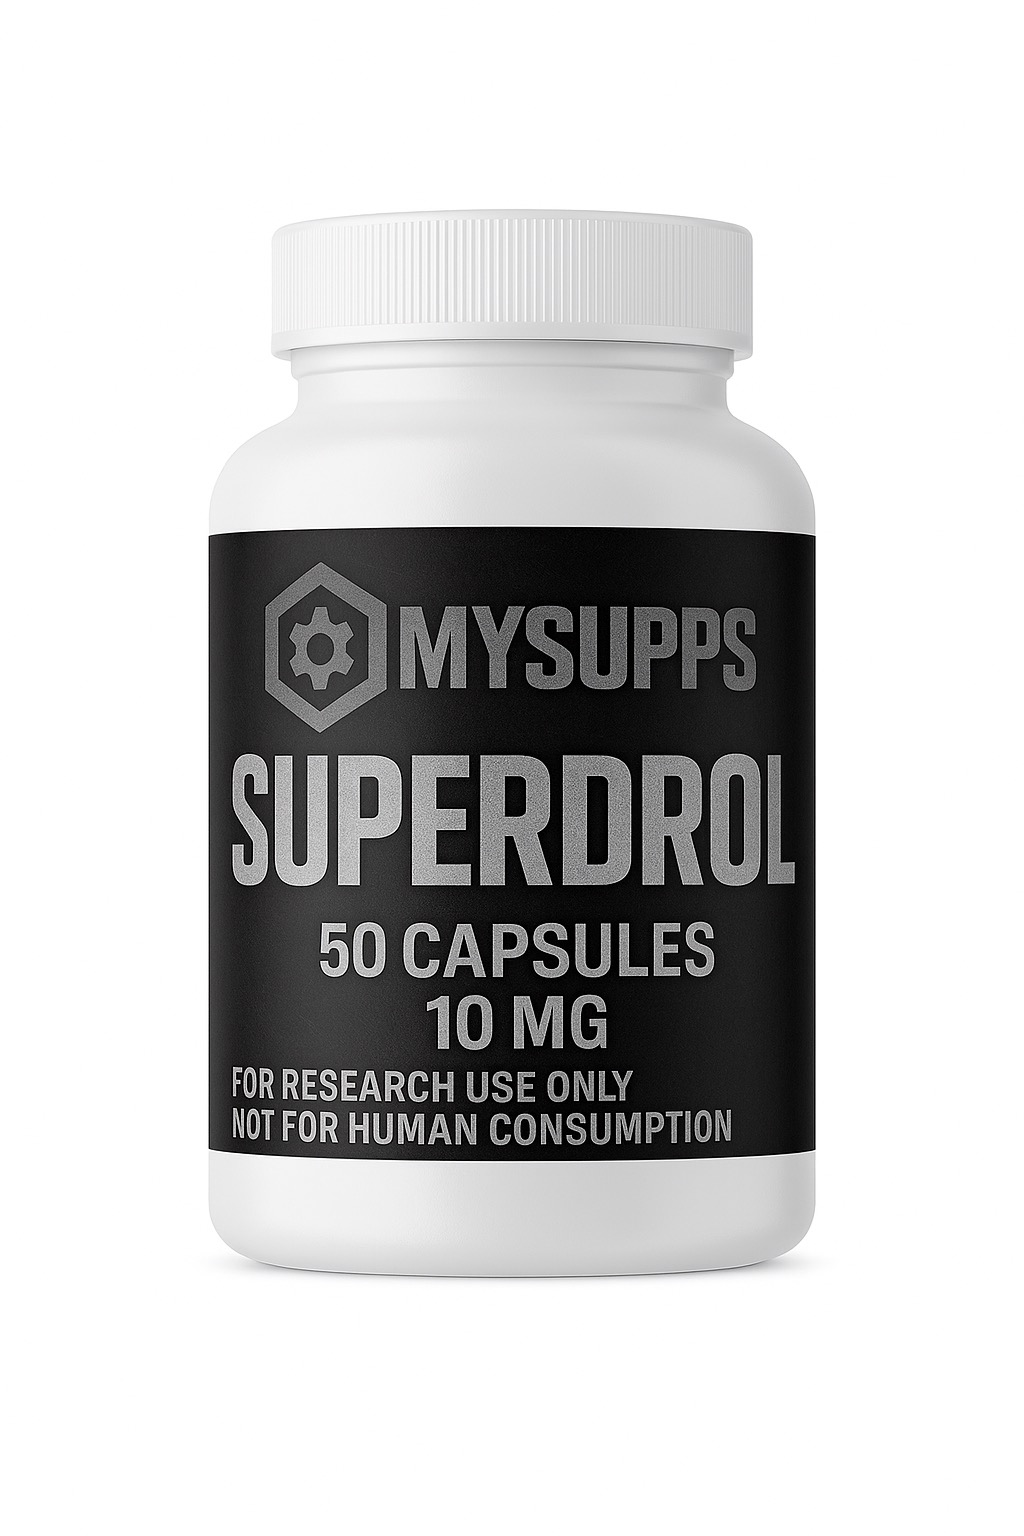 MYSUPPS
SUPERDROL
50 CAPSULES
10 MG
FOR RESEARCH USE ONLY
NOT FOR HUMAN CONSUMPTION